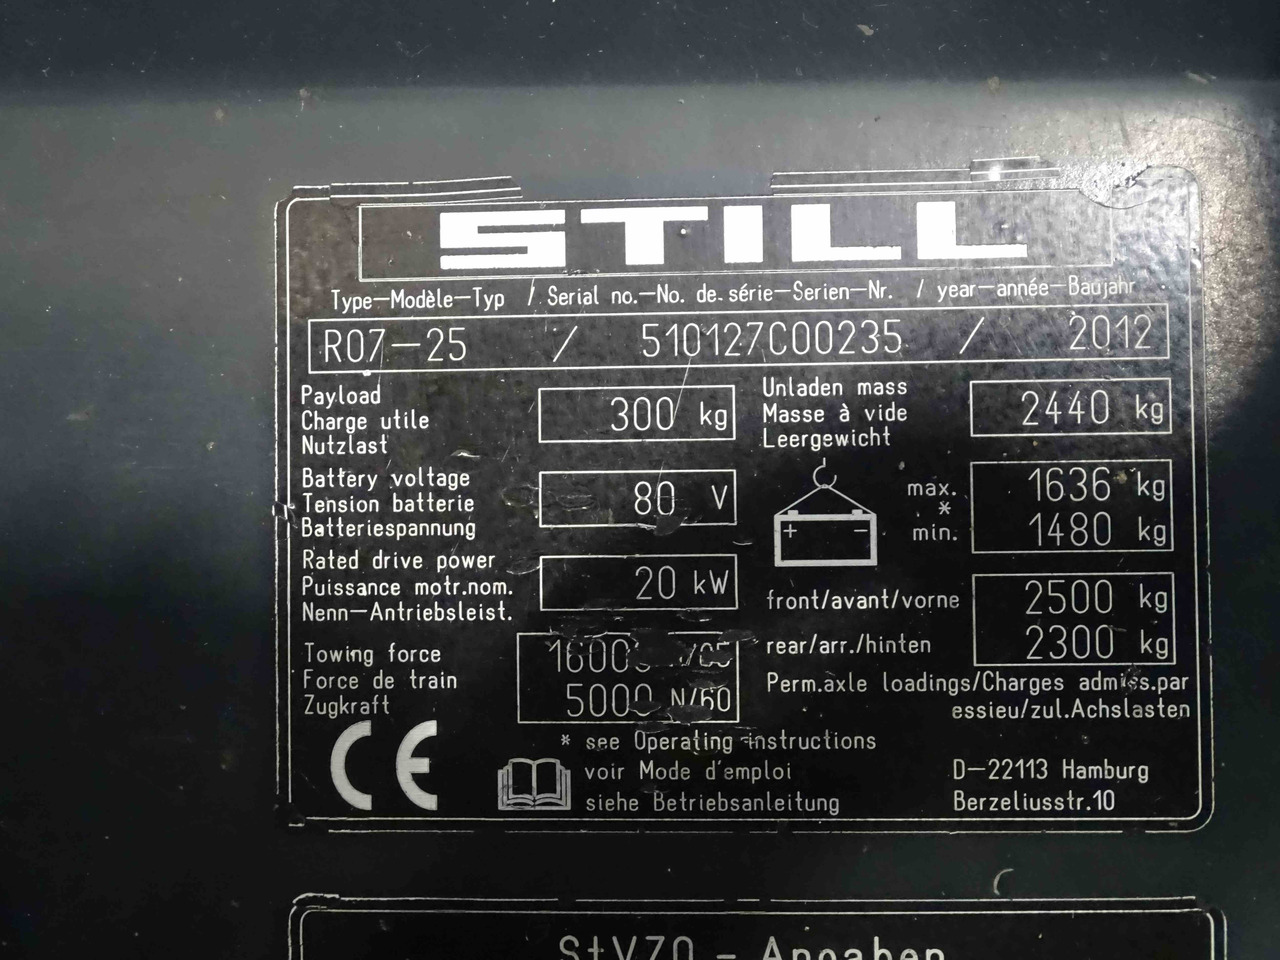 STILL
Type-Modèle-Typ / Serial no.-No. de série-Serien-Nr. / year-année-Baujahr
R07-25 / 510127C00235 / 2012
Payload
Charge utile
Nutzlast
300 kg
Unladen mass
Masse à vide
Leergewicht
2440 kg
Battery voltage
Tension batterie
Batteriespannung
80 V
+ -
max.
*
min.
1636 kg
1480 kg
Rated drive power
Puissance motr.nom.
Nenn-Antriebsleist.
20 kW
front/avant/vorne
2500 kg
rear/arr./hinten
2300 kg
Towing force
Force de train
Zugkraft
5000 N/60
Perm.axle loadings/Charges admiss.par
essieu/zul.Achslasten
CE
* see Operating instructions
voir Mode d'emploi
siehe Betriebsanleitung
D-22113 Hamburg
Berzeliusstr.10
StVZO - Angaben